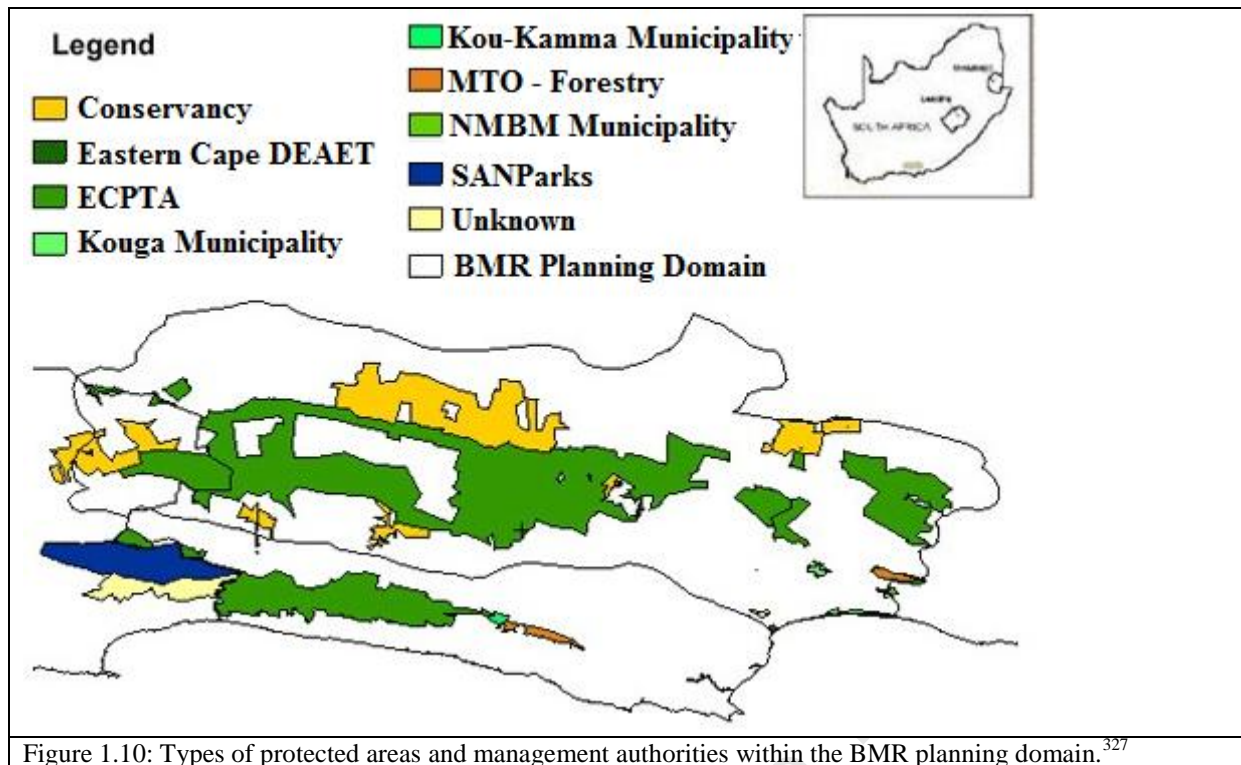 Legend
Conservancy
Eastern Cape DEAET
ECPTA
Kouga Municipality
Kou-Kamma Municipality
MTO - Forestry
NMBM Municipality
SANParks
Unknown
BMR Planning Domain
SOUTH AFRICA
Figure 1.10: Types of protected areas and management authorities within the BMR planning domain.327